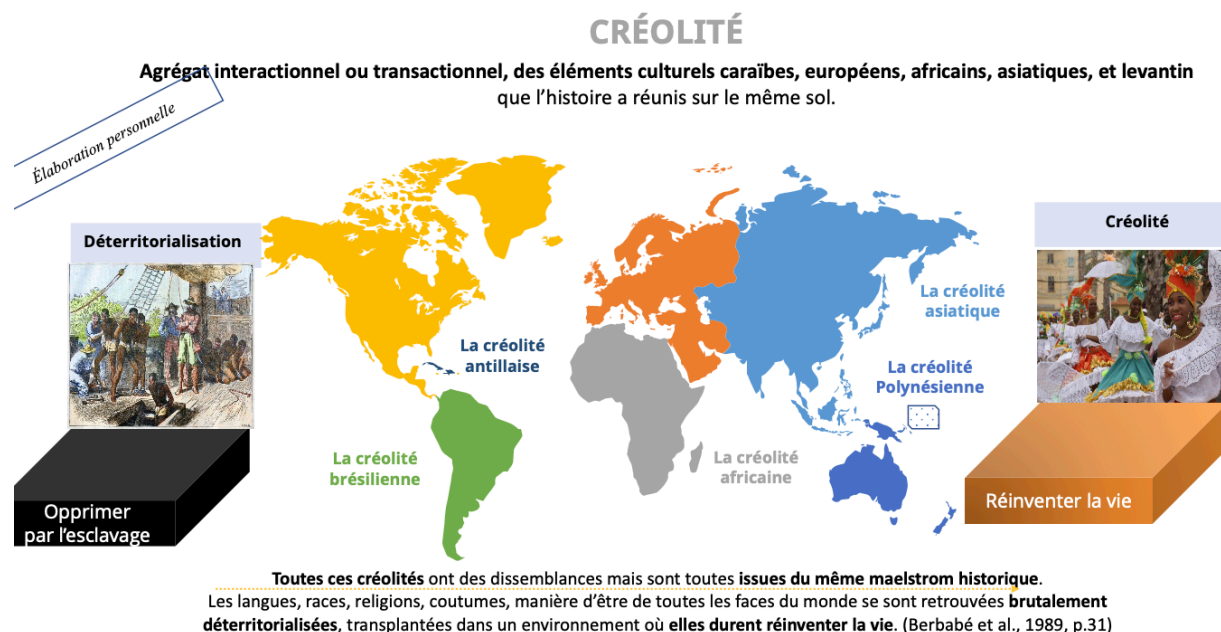 CRÉOLITÉ
Agrégat interactionnel ou transactionnel, des éléments culturels caraïbes, européens, africains, asiatiques, et levantin
que l’histoire a réunis sur le même sol.
Élaboration personnelle
Déterritorialisation
Créolité
La créolité
asiatique
La créolité
antillaise
La créolité
Polynésienne
La créolité
brésilienne
La créolité
africaine
Opprimer
par l’esclavage
Réinventer la vie
Toutes ces créolités ont des dissemblances mais sont toutes issues du même maelstrom historique.
Les langues, races, religions, coutumes, manière d’être de toutes les faces du monde se sont retrouvées brutalement
déterritorialisées, transplantées dans un environnement où elles durent réinventer la vie. (Berbabé et al., 1989, p.31)